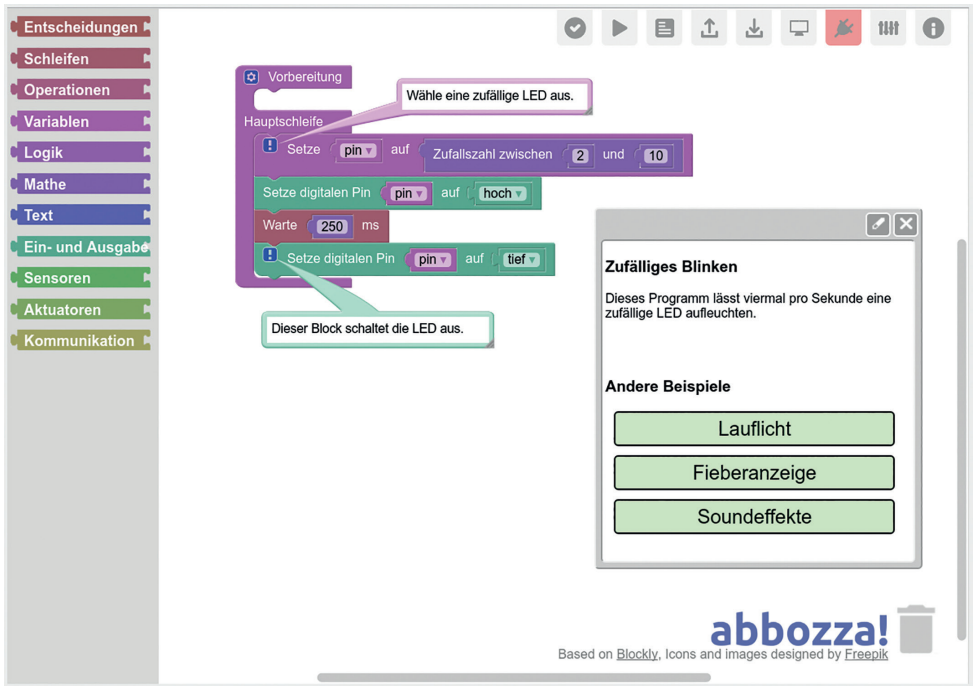 Entscheidungen
Schleifen
Operationen
Variablen
Logik
Mathe
Text
Ein- und Ausgabe
Sensoren
Aktuatoren
Kommunikation
Vorbereitung
Wähle eine zufällige LED aus.
Hauptschleife
Setze pin auf Zufallszahl zwischen 2 und 10
Setze digitalen Pin pin auf hoch
Warte 250 ms
Setze digitalen Pin pin auf tief
Dieser Block schaltet die LED aus.
Zufälliges Blinken
Dieses Programm lässt viermal pro Sekunde eine
zufällige LED aufleuchten.
Andere Beispiele
Lauflicht
Fieberanzeige
Soundeffekte
abbozza!
Based on Blockly, Icons and images designed by Freepik